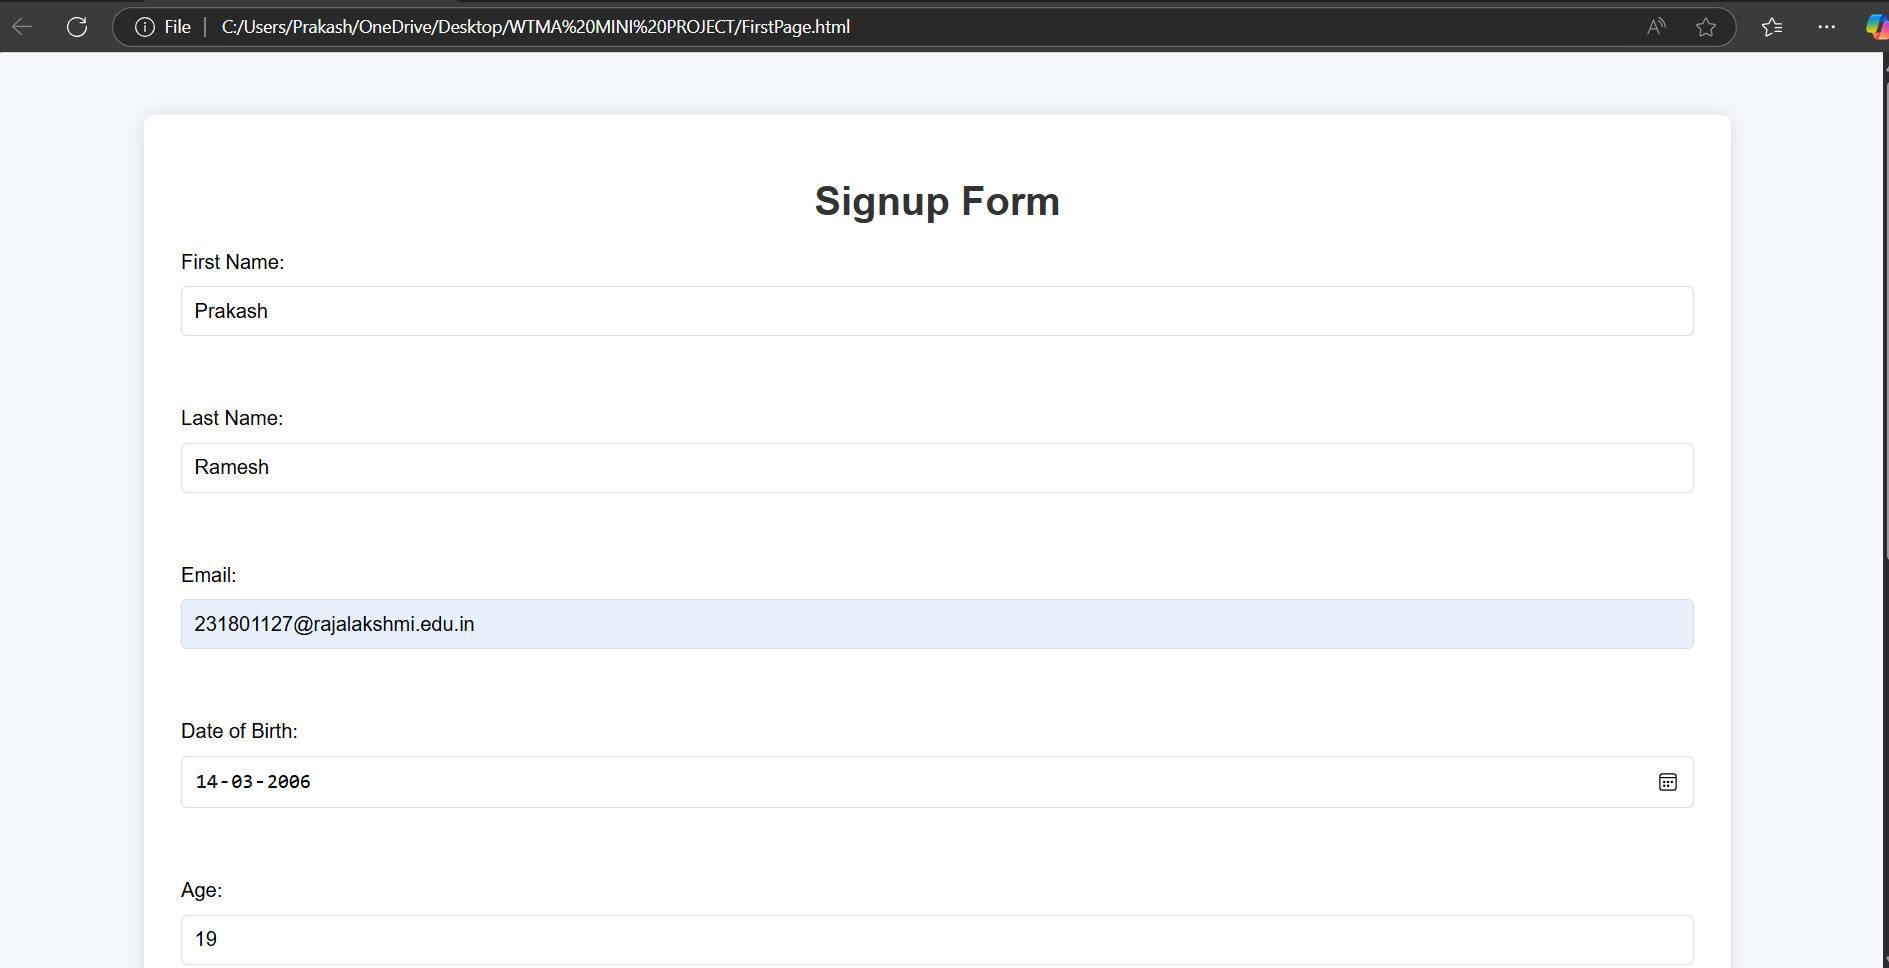 File | C:/Users/Prakash/OneDrive/Desktop/WTMA%20MINI%20PROJECT/FirstPage.html
Signup Form
First Name:
Prakash
Last Name:
Ramesh
Email:
231801127@rajalakshmi.edu.in
Date of Birth:
14-03-2006
Age:
19